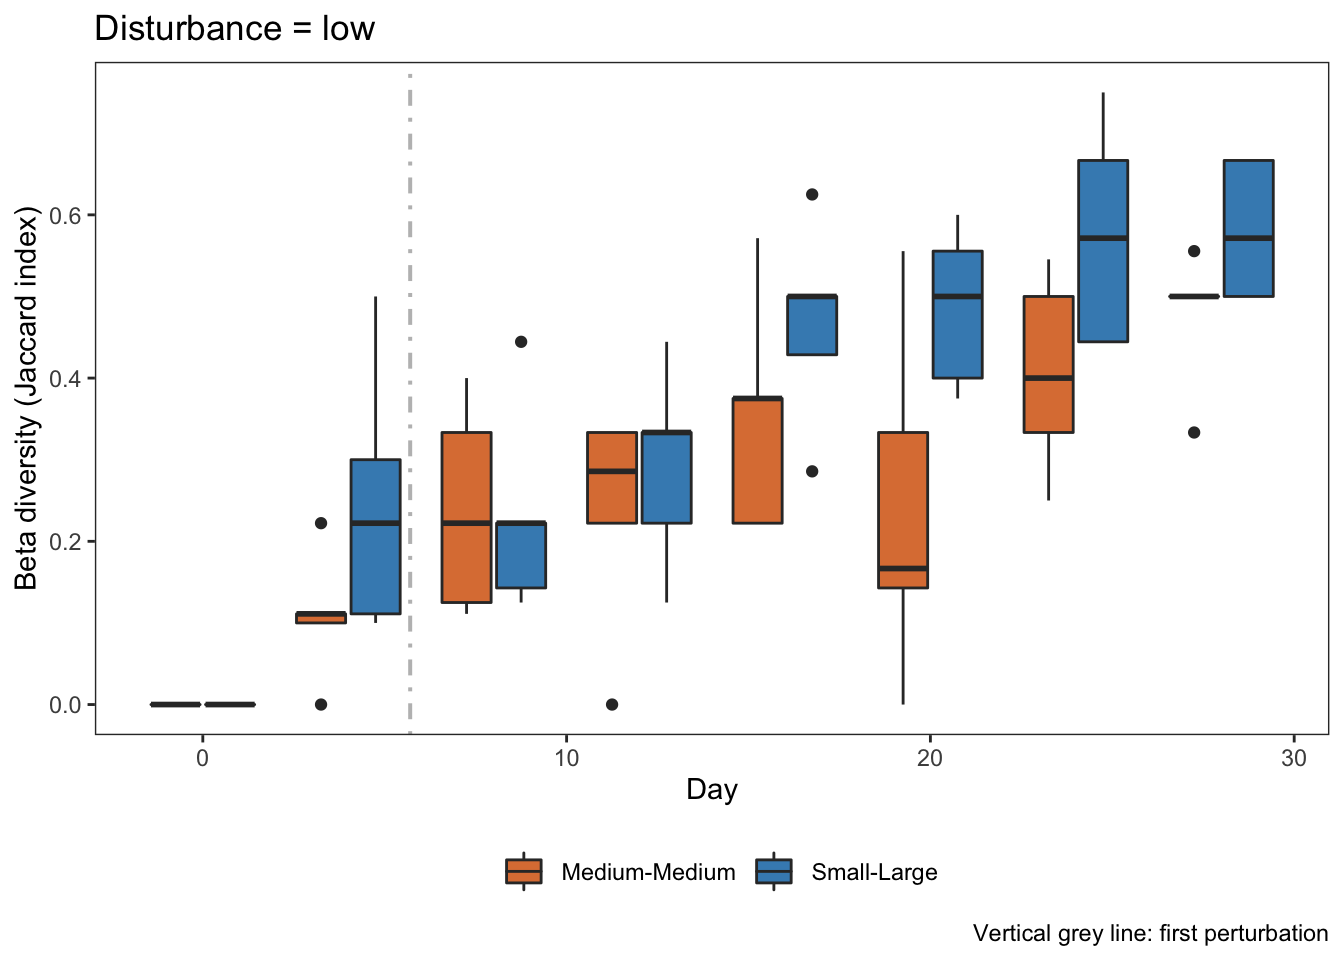 Disturbance = low
Beta diversity (Jaccard index)
0.6
0.4
0.2
0.0
0 10 20 30
Day
Medium-Medium Small-Large
Vertical grey line: first perturbation